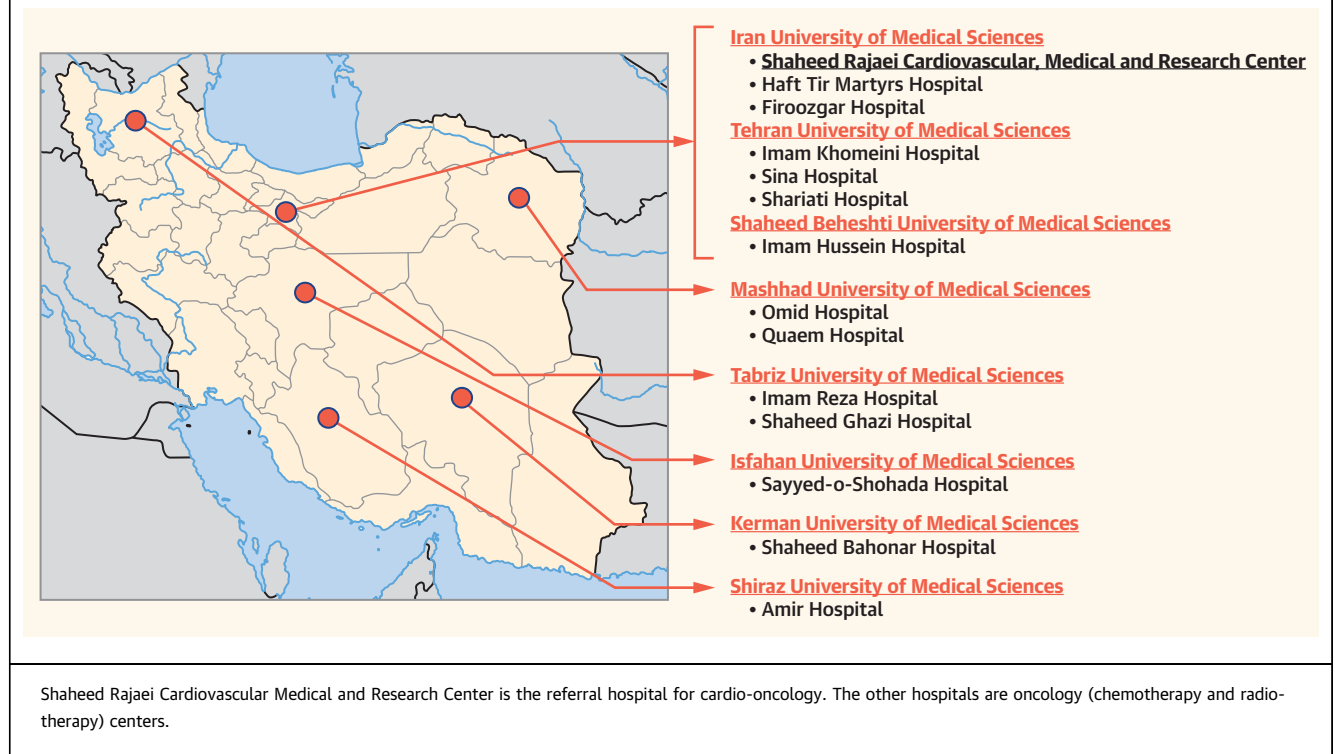 Iran University of Medical Sciences
• Shaheed Rajaei Cardiovascular, Medical and Research Center
• Haft Tir Martyrs Hospital
• Firoozgar Hospital
Tehran University of Medical Sciences
• Imam Khomeini Hospital
• Sina Hospital
• Shariati Hospital
Shaheed Beheshti University of Medical Sciences
• Imam Hussein Hospital
Mashhad University of Medical Sciences
• Omid Hospital
• Quaem Hospital
Tabriz University of Medical Sciences
• Imam Reza Hospital
• Shaheed Ghazi Hospital
Isfahan University of Medical Sciences
• Sayyed-o-Shohada Hospital
Kerman University of Medical Sciences
• Shaheed Bahonar Hospital
Shiraz University of Medical Sciences
• Amir Hospital
Shaheed Rajaei Cardiovascular Medical and Research Center is the referral hospital for cardio-oncology. The other hospitals are oncology (chemotherapy and radio-
therapy) centers.